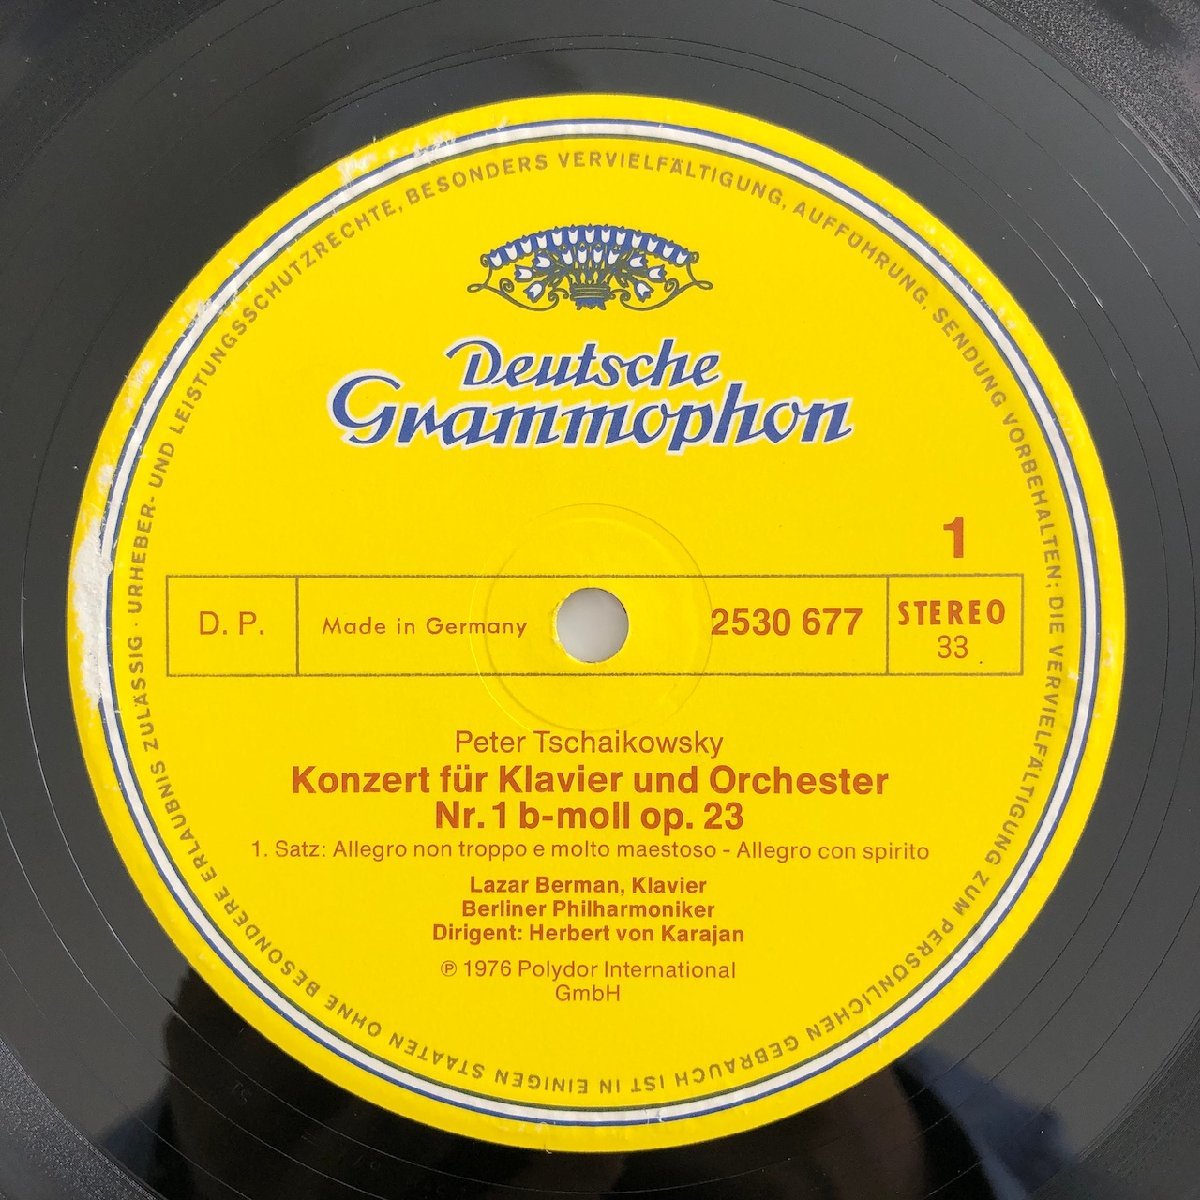 URHEBER- UND LEISTUNGSSCHUTZRECHTE, BESONDERS VERVIELFÄLTIGUNG, AUFFÜHRUNG, SENDUNG VORBEHALTEN; DIE VERVIELFÄLTIGUNG ZUM PERSÖNLICHEN GEBRAUCH IST IN EINIGEN STAATEN OHNE BESONDERE ERLAUBNIS ZULÄSSIG ·
Deutsche
Grammophon
1
D. P.
Made in Germany
2530 677
STEREO
33
Peter Tschaikowsky
Konzert für Klavier und Orchester
Nr. 1 b-moll op. 23
1. Satz: Allegro non troppo e molto maestoso - Allegro con spirito
Lazar Berman, Klavier
Berliner Philharmoniker
Dirigent: Herbert von Karajan
℗ 1976 Polydor International
GmbH